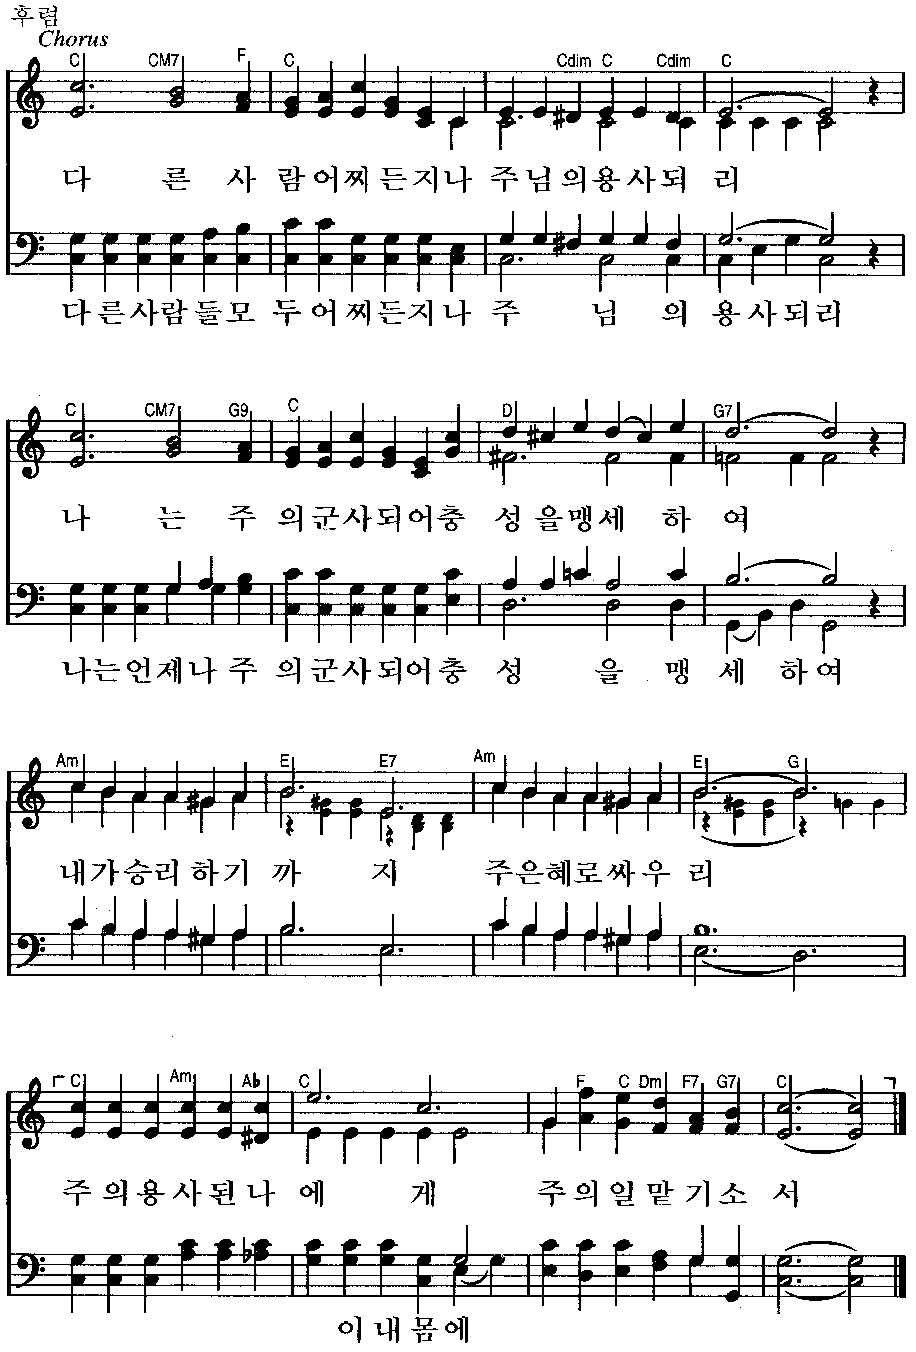 후렴
Chorus
C CM7 F C Cdim C Cdim C
다 른 사 람어찌든지나 주님의용사되 리
다른사람들모 두어찌든지나 주 님 의 용사되리
C CM7 G9 C D G7
나 는 주 의군사되어충 성을맹세 하 여
나는언제나 주 의군사되어충 성 을 맹 세 하여
Am E E7 Am E G
내가승리하기 까 지 주은혜로싸우 리
C Am A♭ C F C Dm F7 G7 C
주의용사된나 에 게 주의일맡기소 서
이내몸에